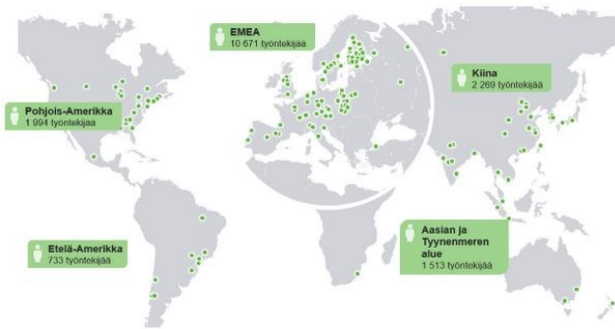 EMEA
10 671 työntekijää
Kiina
2 269 työntekijää
Pohjois-Amerikka
1 994 työntekijää
Etelä-Amerikka
733 työntekijää
Aasian ja
Tyynenmeren
alue
1 513 työntekijää